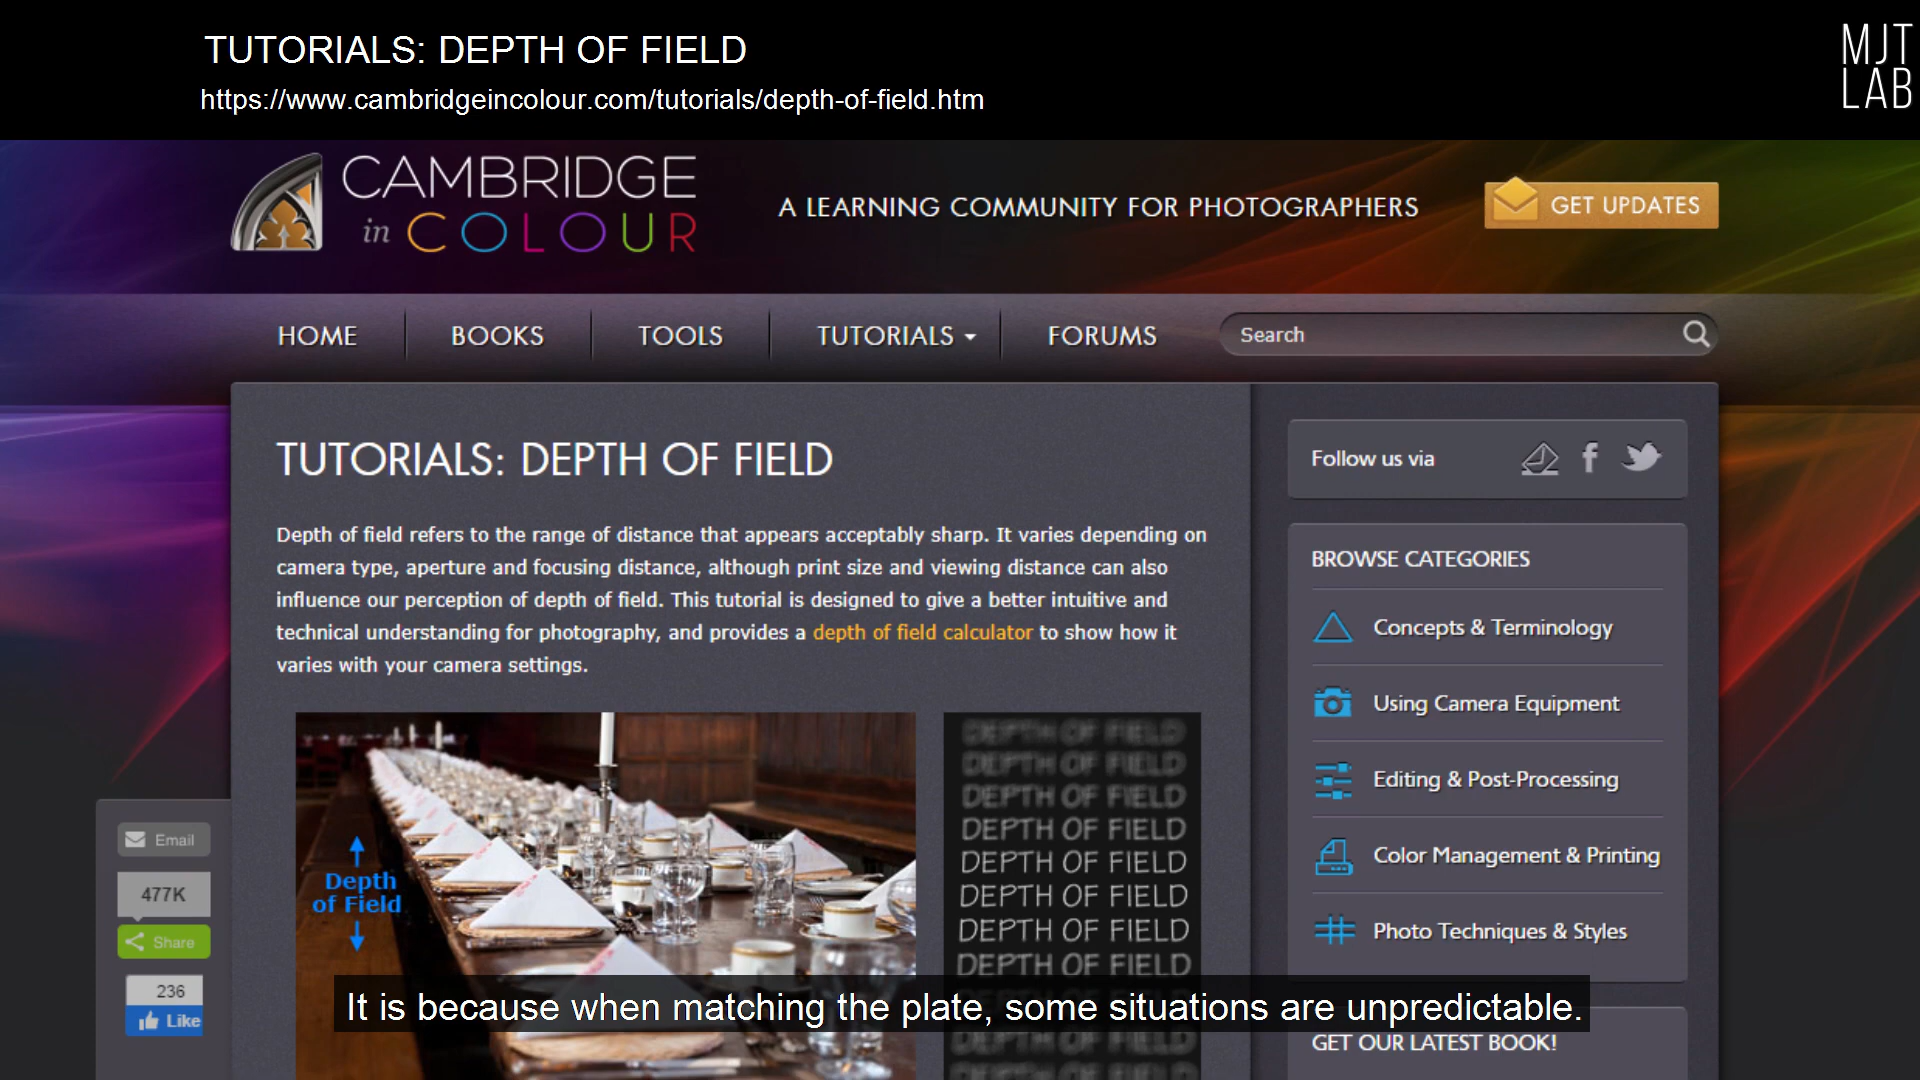 TUTORIALS: DEPTH OF FIELD
https://www.cambridgeincolour.com/tutorials/depth-of-field.htm
MJT
LAB
CAMBRIDGE
in COLOUR
A LEARNING COMMUNITY FOR PHOTOGRAPHERS
GET UPDATES
HOME
BOOKS
TOOLS
TUTORIALS
FORUMS
Search
TUTORIALS: DEPTH OF FIELD
Depth of field refers to the range of distance that appears acceptably sharp. It varies depending on
camera type, aperture and focusing distance, although print size and viewing distance can also
influence our perception of depth of field. This tutorial is designed to give a better intuitive and
technical understanding for photography, and provides a depth of field calculator to show how it
varies with your camera settings.
Depth
of Field
DEPTH OF FIELD
DEPTH OF FIELD
DEPTH OF FIELD
DEPTH OF FIELD
DEPTH OF FIELD
DEPTH OF FIELD
DEPTH OF FIELD
DEPTH OF FIELD
Email
477K
Share
236
Like
Follow us via
BROWSE CATEGORIES
Concepts & Terminology
Using Camera Equipment
Editing & Post-Processing
Color Management & Printing
Photo Techniques & Styles
GET OUR LATEST BOOK!
It is because when matching the plate, some situations are unpredictable.